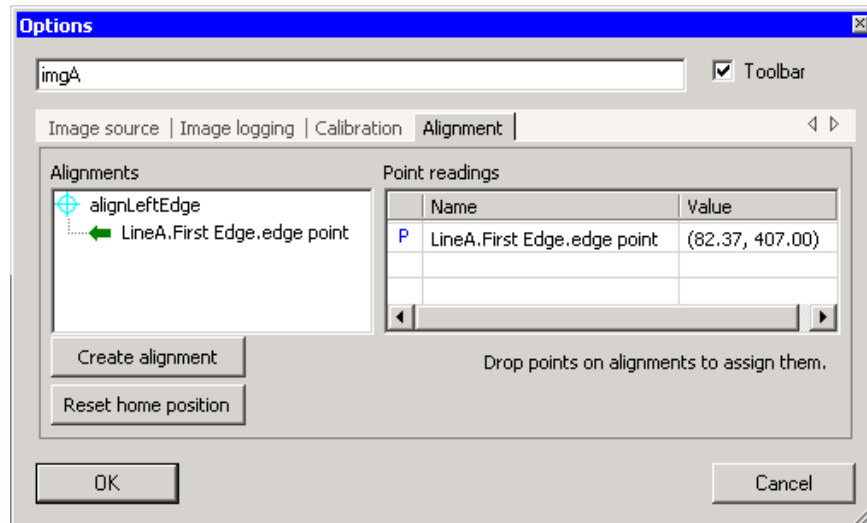 Options
imgA
Toolbar
Image source | Image logging | Calibration Alignment
Alignments
alignLeftEdge
LineA.First Edge.edge point
Point readings
Name Value
P LineA.First Edge.edge point (82.37, 407.00)
Create alignment
Drop points on alignments to assign them.
Reset home position
OK Cancel